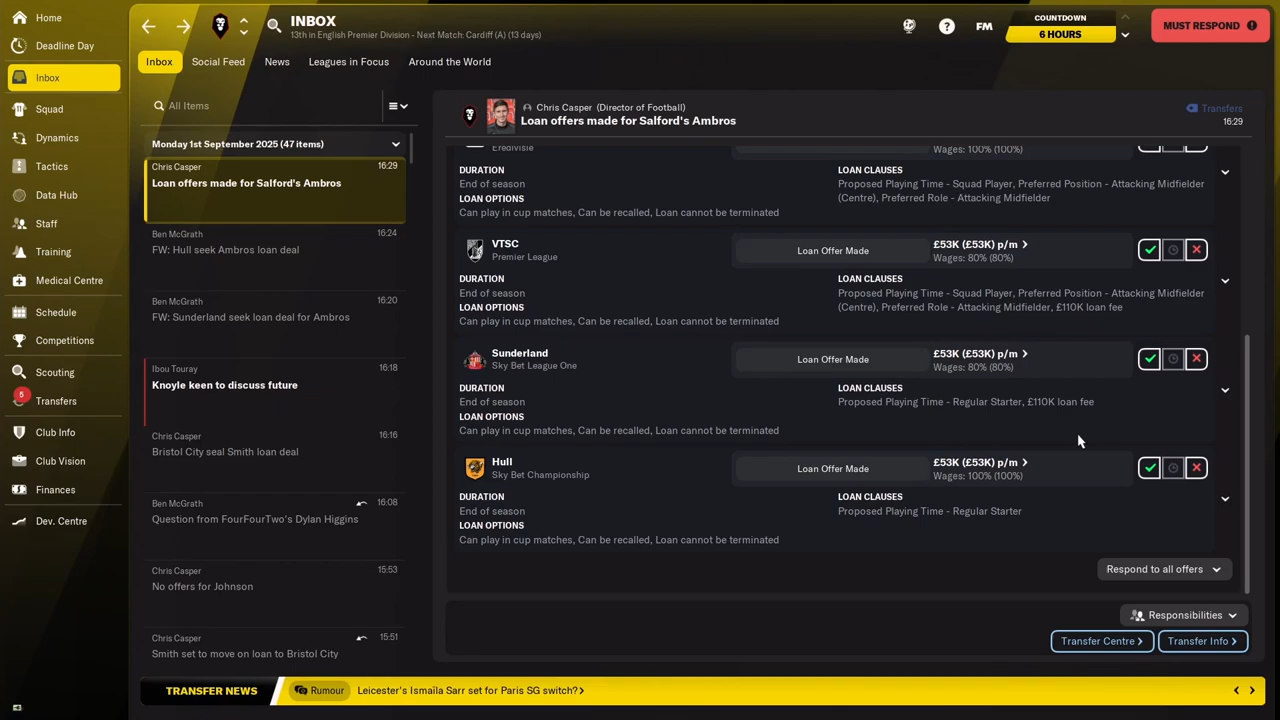 Home
Deadline Day
Inbox
Squad
Dynamics
Tactics
Data Hub
Staff
Training
Medical Centre
Schedule
Competitions
Scouting
5
Transfers
Club Info
Club Vision
Finances
Dev. Centre
INBOX
13th in English Premier Division - Next Match: Cardiff (A) (13 days)
FM
COUNTDOWN
6 HOURS
MUST RESPOND
Inbox
Social Feed
News
Leagues in Focus
Around the World
All Items
Monday 1st September 2025 (47 items)
Chris Casper 16:29
Loan offers made for Salford's Ambros
Ben McGrath 16:24
FW: Hull seek Ambros loan deal
Ben McGrath 16:20
FW: Sunderland seek loan deal for Ambros
Ibou Touray 16:18
Knoyle keen to discuss future
Chris Casper 16:16
Bristol City seal Smith loan deal
Ben McGrath 16:08
Question from FourFourTwo's Dylan Higgins
Chris Casper 15:53
No offers for Johnson
Chris Casper 15:51
Smith set to move on loan to Bristol City
Chris Casper (Director of Football)
Loan offers made for Salford's Ambros
Transfers
16:29
Eredivisie
Wages: 100% (100%)
DURATION
End of season
LOAN OPTIONS
Can play in cup matches, Can be recalled, Loan cannot be terminated
LOAN CLAUSES
Proposed Playing Time - Squad Player, Preferred Position - Attacking Midfielder
(Centre), Preferred Role - Attacking Midfielder
VTSC
Premier League
Loan Offer Made
£53K (£53K) p/m
Wages: 80% (80%)
DURATION
End of season
LOAN OPTIONS
Can play in cup matches, Can be recalled, Loan cannot be terminated
LOAN CLAUSES
Proposed Playing Time - Squad Player, Preferred Position - Attacking Midfielder
(Centre), Preferred Role - Attacking Midfielder, £110K loan fee
Sunderland
Sky Bet League One
Loan Offer Made
£53K (£53K) p/m
Wages: 80% (80%)
DURATION
End of season
LOAN OPTIONS
Can play in cup matches, Can be recalled, Loan cannot be terminated
LOAN CLAUSES
Proposed Playing Time - Regular Starter, £110K loan fee
Hull
Sky Bet Championship
Loan Offer Made
£53K (£53K) p/m
Wages: 100% (100%)
DURATION
End of season
LOAN OPTIONS
Can play in cup matches, Can be recalled, Loan cannot be terminated
LOAN CLAUSES
Proposed Playing Time - Regular Starter
Respond to all offers
Responsibilities
Transfer Centre
Transfer Info
TRANSFER NEWS
Rumour
Leicester's Ismaïla Sarr set for Paris SG switch?